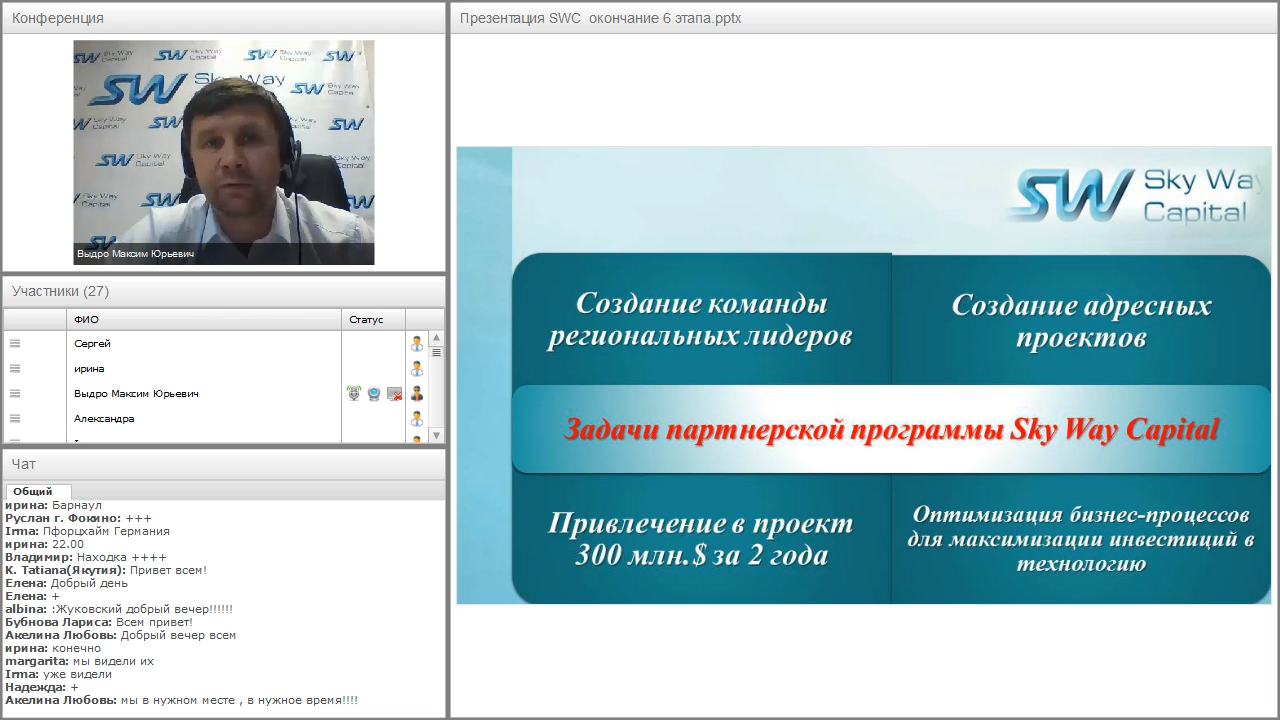 Конференция
SW Sky Way
Capital
Выдро Максим Юрьевич
Участники (27)
ФИО
Статус
Сергей
ирина
Выдро Максим Юрьевич
Александра
Чат
Общий
ирина: Барнаул
Руслан г. Фокино: +++
Irma: Пфорцхайм Германия
ирина: 22.00
Владимир: Находка ++++
K. Tatiana(Якутия): Привет всем!
Елена: Добрый день
Елена: +
albina: :Жуковский добрый вечер!!!!!!
Бубнова Лариса: Всем привет!
Акелина Любовь: Добрый вечер всем
ирина: конечно
margarita: мы видели их
Irma: уже видели
Надежда: +
Акелина Любовь: мы в нужном месте , в нужное время!!!!
Презентация SWC окончание 6 этапа.pptx
SW Sky Way
Capital
Создание команды
региональных лидеров
Создание адресных
проектов
Задачи партнерской программы Sky Way Capital
Привлечение в проект
300 млн.$ за 2 года
Оптимизация бизнес-процессов
для максимизации инвестиций в
технологию